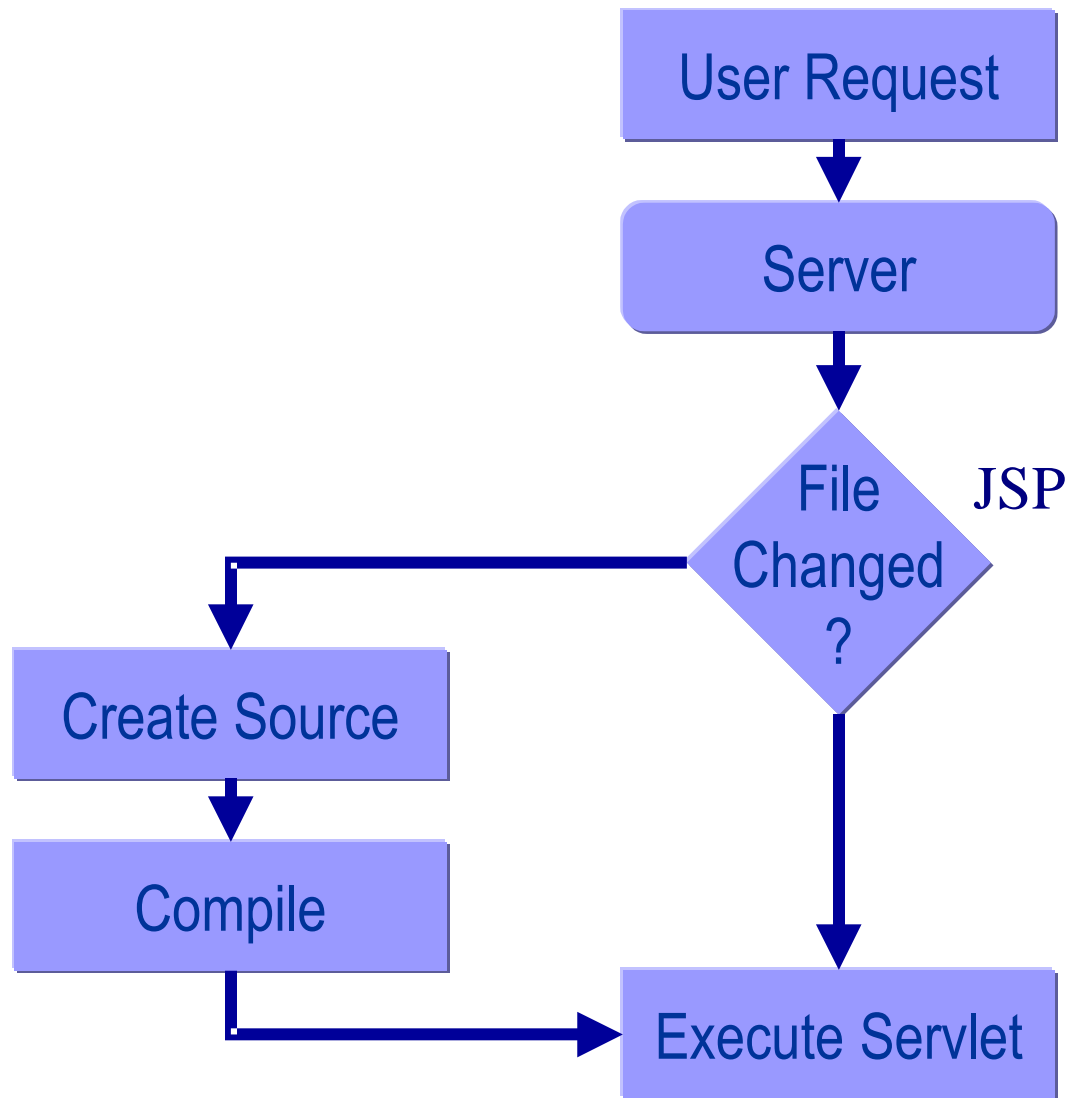 User Request
Server
File
Changed
?
JSP
Create Source
Compile
Execute Servlet